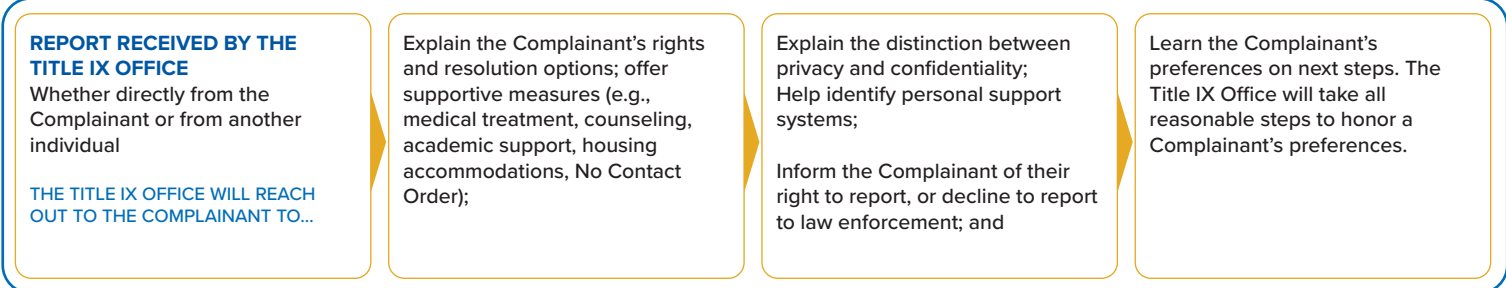 REPORT RECEIVED BY THE
TITLE IX OFFICE
Whether directly from the
Complainant or from another
individual
THE TITLE IX OFFICE WILL REACH
OUT TO THE COMPLAINANT TO...
Explain the Complainant's rights
and resolution options; offer
supportive measures (e.g.,
medical treatment, counseling,
academic support, housing
accommodations, No Contact
Order);
Explain the distinction between
privacy and confidentiality;
Help identify personal support
systems;
Inform the Complainant of their
right to report, or decline to report
to law enforcement; and
Learn the Complainant's
preferences on next steps. The
Title IX Office will take all
reasonable steps to honor a
Complainant's preferences.